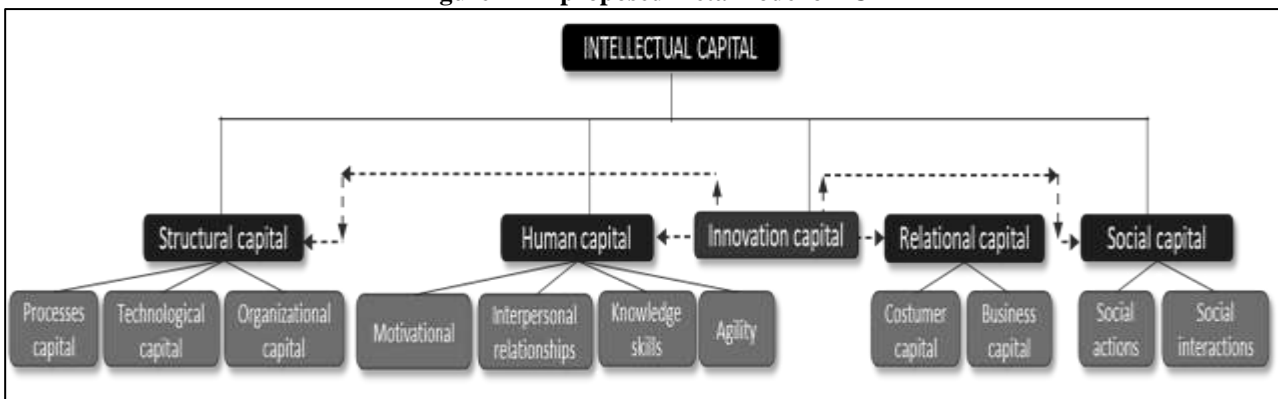 INTELLECTUAL CAPITAL
Structural capital
Human capital
Innovation capital
Relational capital
Social capital
Processes
capital
Technological
capital
Organizational
capital
Motivational
Interpersonal
relationships
Knowledge
skills
Agility
Costumer
capital
Business
capital
Social
actions
Social
interactions